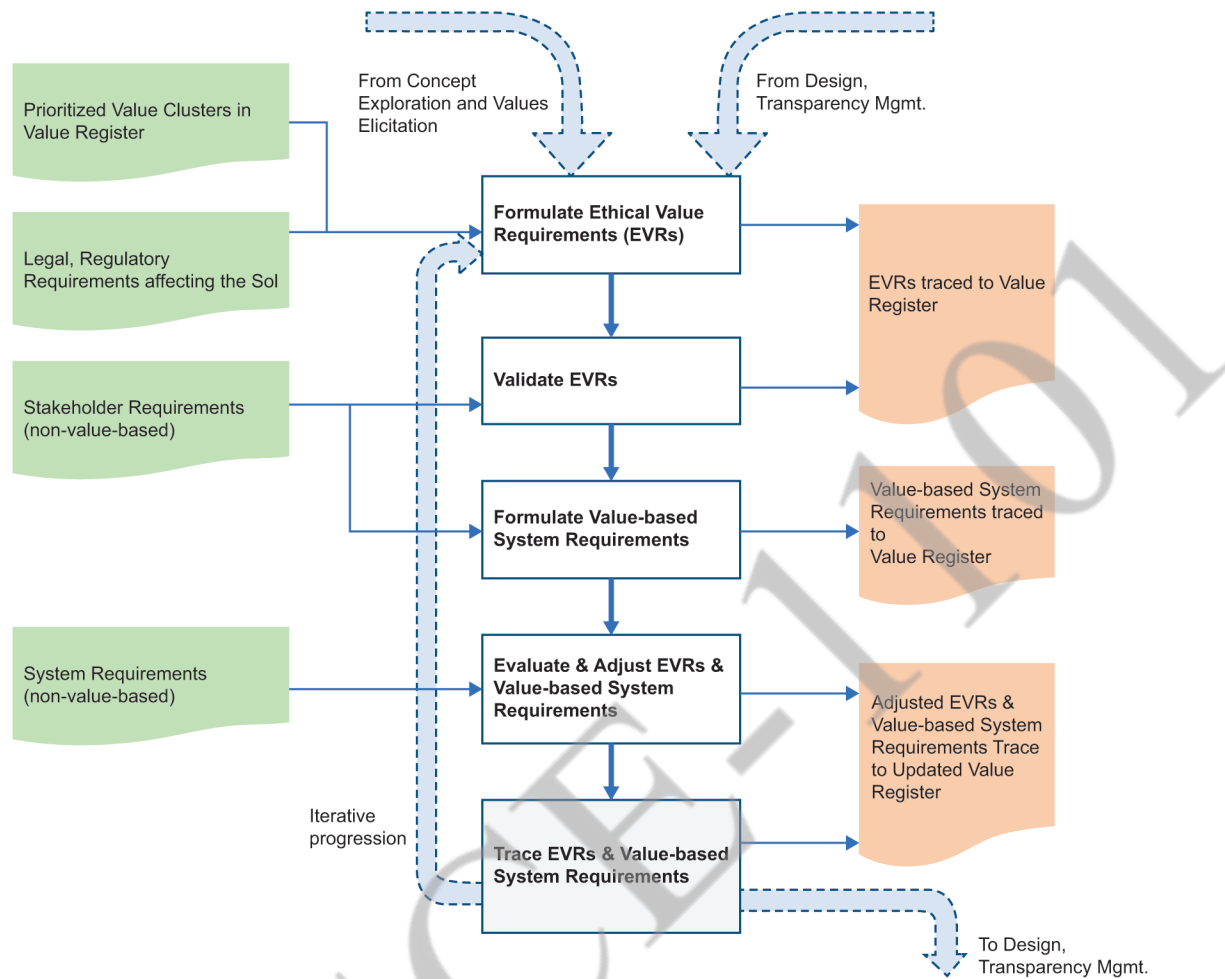 From Concept
Exploration and Values
Elicitation
From Design,
Transparency Mgmt.
Prioritized Value Clusters in
Value Register
Legal, Regulatory
Requirements affecting the SoI
Stakeholder Requirements
(non-value-based)
System Requirements
(non-value-based)
Formulate Ethical Value
Requirements (EVRs)
Validate EVRs
Formulate Value-based
System Requirements
Evaluate & Adjust EVRs &
Value-based System
Requirements
Trace EVRs & Value-based
System Requirements
Iterative
progression
EVRs traced to Value
Register
Value-based System
Requirements traced
to
Value Register
Adjusted EVRs &
Value-based System
Requirements Trace
to Updated Value
Register
To Design,
Transparency Mgmt.
CE-1101